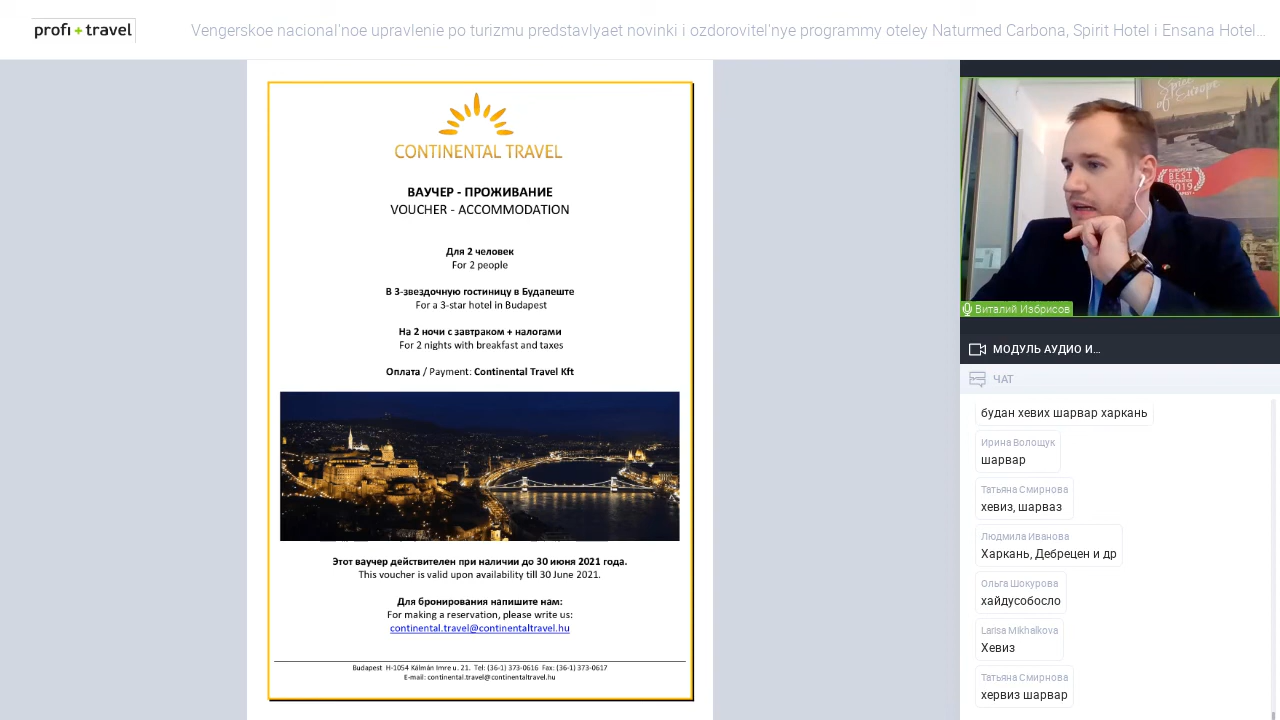 profi + travel
Vengerskoe nacional'noe upravlenie po turizmu predstavlyaet novinki i ozdorovitel'nye programmy oteley Naturmed Carbona, Spirit Hotel i Ensana Hotel...
CONTINENTAL TRAVEL
ВАУЧЕР - ПРОЖИВАНИЕ
VOUCHER - ACCOMMODATION
Для 2 человек
For 2 people
В 3-звездочную гостиницу в Будапеште
For a 3-star hotel in Budapest
На 2 ночи с завтраком + налогами
For 2 nights with breakfast and taxes
Оплата / Payment: Continental Travel Kft
Этот ваучер действителен при наличии до 30 июня 2021 года.
This voucher is valid upon availability till 30 June 2021.
Для бронирования напишите нам:
For making a reservation, please write us:
continental.travel@continentaltravel.hu
Budapest H-1054 Kálmán Imre u. 21. Tel: (36-1) 373-0616 Fax: (36-1) 373-0617
E-mail: continental.travel@continentaltravel.hu
Spice
of Europe
EUROPEAN
BEST
DESTINATION
2019
Виталий Избрисов
МОДУЛЬ АУДИО И...
ЧАТ
будан хевих шарвар харкань
Ирина Волощук
шарвар
Татьяна Смирнова
хевиз, шарваз
Людмила Иванова
Харкань, Дебрецен и др
Ольга Шокурова
хайдусобосло
Larisa Mikhalkova
Хевиз
Татьяна Смирнова
хервиз шарвар